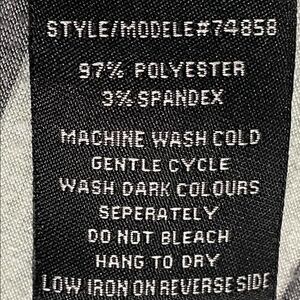 STYLE/MODELE#74858
97% POLYESTER
3% SPANDEX
MACHINE WASH COLD
GENTLE CYCLE
WASH DARK COLOURS
SEPERATELY
DO NOT BLEACH
HANG TO DRY
LOW IRON ON REVERSE SIDE